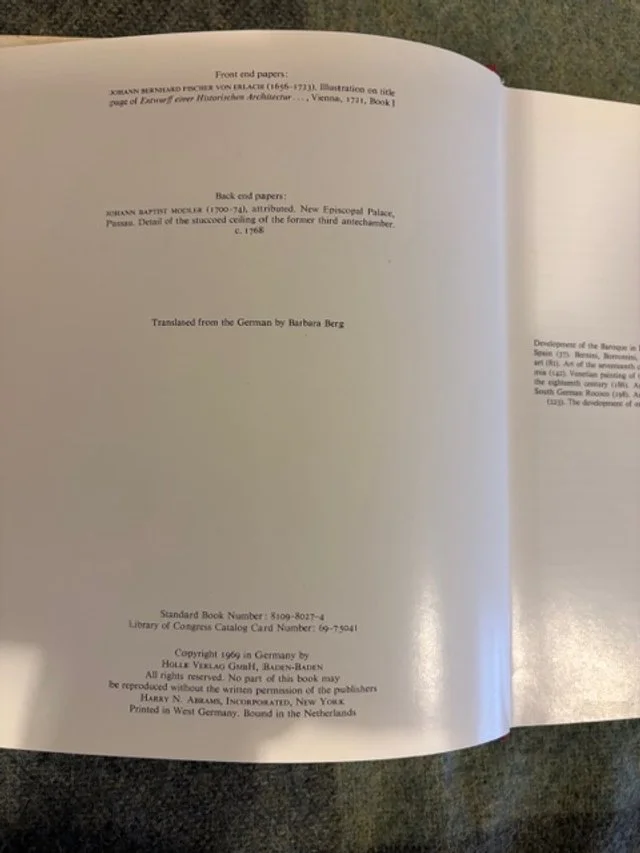 Front end papers:
JOHANN BERNHARD FISCHER VON ERLACH (1656–1723). Illustration on title
page of Entwurff einer Historischen Architectur . . . , Vienna, 1721, Book I
Back end papers:
JOHANN BAPTIST MODLER (1700–74), attributed. New Episcopal Palace,
Passau. Detail of the stuccoed ceiling of the former third antechamber.
c. 1768
Translated from the German by Barbara Berg
Standard Book Number: 8109-8027-4
Library of Congress Catalog Card Number: 69-75041
Copyright 1969 in Germany by
HOLLE VERLAG GMBH, BADEN-BADEN
All rights reserved. No part of this book may
be reproduced without the written permission of the publishers
HARRY N. ABRAMS, INCORPORATED, NEW YORK
Printed in West Germany. Bound in the Netherlands
Development of the Baroque in
Spain (37). Bernini, Borromini,
art (81). Art of the seventeenth
mia (142). Venetian painting of
the eighteenth century (186).
South German Rococo (198).
(223). The development of